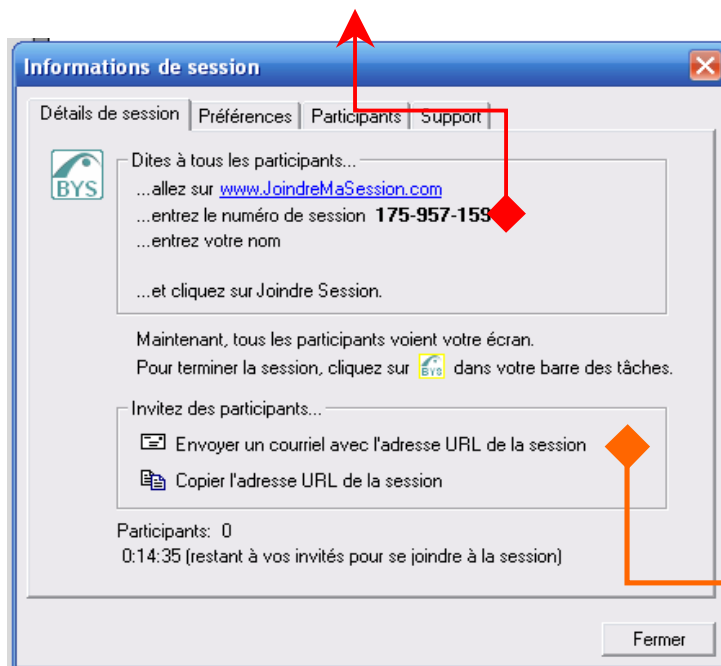 Informations de session
Détails de session Préférences Participants Support
Dites à tous les participants...
BYS
...allez sur www.JoindreMaSession.com
...entrez le numéro de session 175-957-159
...entrez votre nom
...et cliquez sur Joindre Session.
Maintenant, tous les participants voient votre écran.
Pour terminer la session, cliquez sur BYS dans votre barre des tâches.
Invitez des participants...
Envoyer un courriel avec l'adresse URL de la session
Copier l'adresse URL de la session
Participants: 0
0:14:35 (restant à vos invités pour se joindre à la session)
Fermer